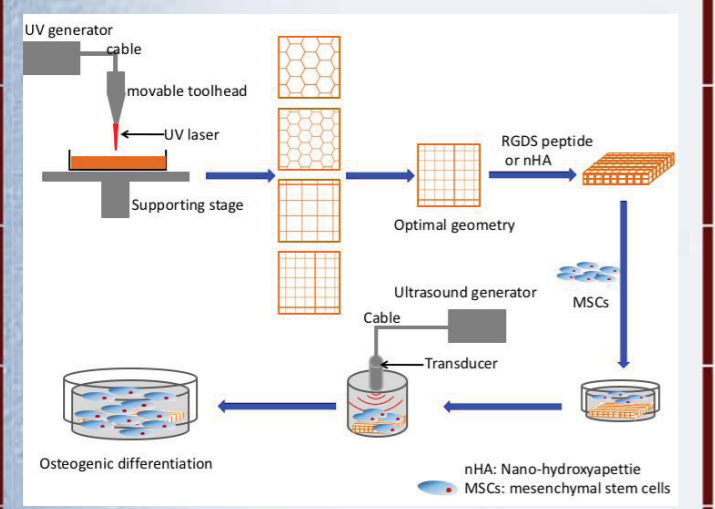 UV generator
cable
movable toolhead
UV laser
Supporting stage
RGDS peptide
or nHA
Optimal geometry
MSCs
Ultrasound generator
Cable
Transducer
Osteogenic differentiation
nHA: Nano-hydroxyapettie
MSCs: mesenchymal stem cells